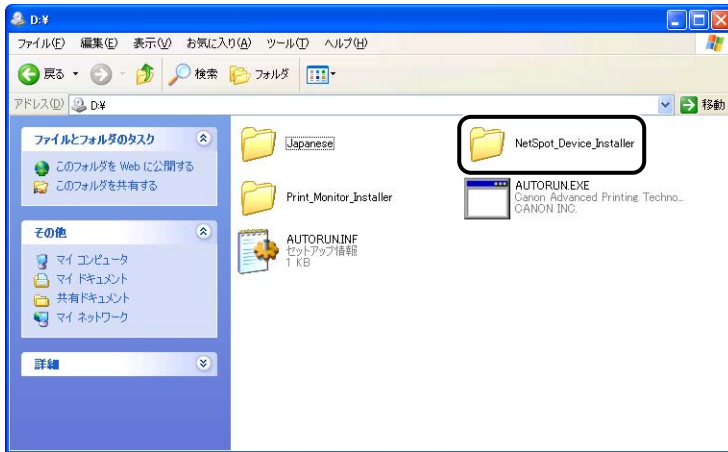 D:¥
ファイル(F) 編集(E) 表示(V) お気に入り(A) ツール(T) ヘルプ(H)
戻る 検索 フォルダ
アドレス(D) D:¥ 移動
ファイルとフォルダのタスク
このフォルダを Web に公開する
このフォルダを共有する
その他
マイ コンピュータ
マイ ドキュメント
共有ドキュメント
マイ ネットワーク
詳細
Japanese
NetSpot_Device_Installer
Print_Monitor_Installer
AUTORUN.EXE
Canon Advanced Printing Techno...
CANON INC.
AUTORUN.INF
セットアップ情報
1 KB